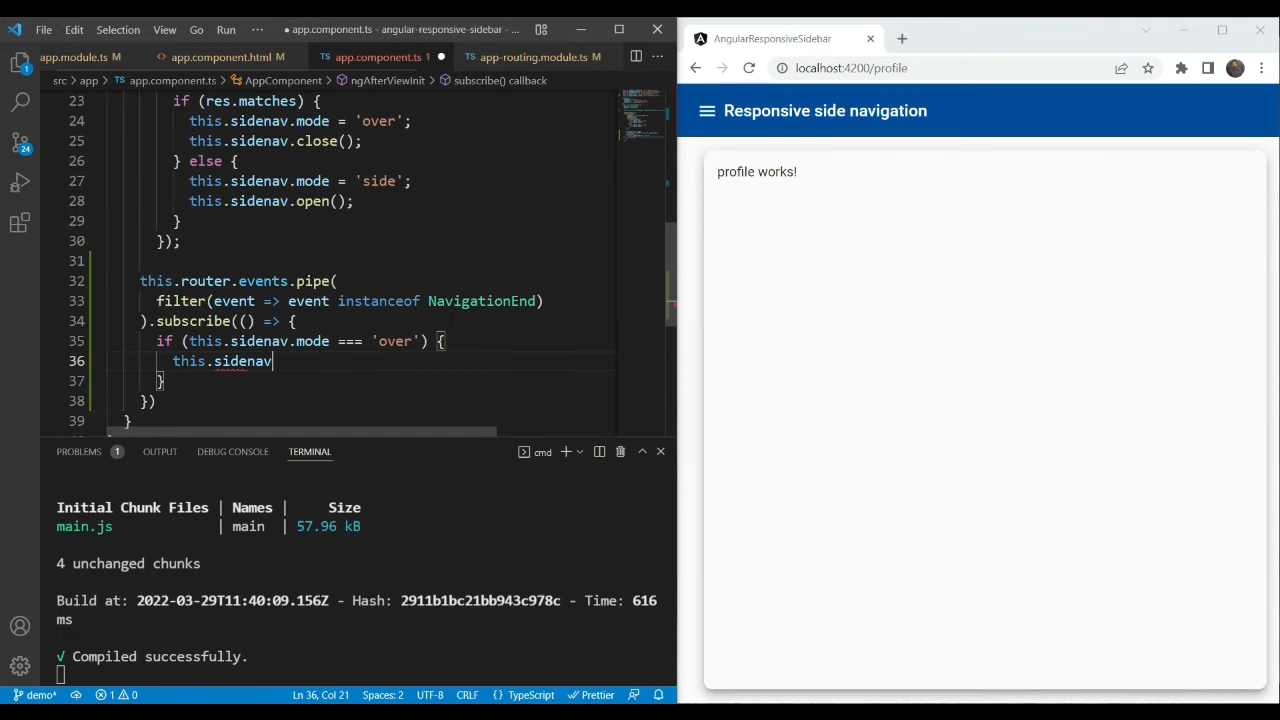 File Edit Selection View Go Run ··· ● app.component.ts - angular-responsive-sidebar - ...
app.module.ts M app.component.html M app.component.ts 1 ● app-routing.module.ts M
src > app > app.component.ts > AppComponent > ngAfterViewInit > subscribe() callback
23 if (res.matches) {
24 this.sidenav.mode = 'over';
25 this.sidenav.close();
26 } else {
27 this.sidenav.mode = 'side';
28 this.sidenav.open();
29 }
30 });
31
32 this.router.events.pipe(
33 filter(event => event instanceof NavigationEnd)
34 ).subscribe(() => {
35 if (this.sidenav.mode === 'over') {
36 this.sidenav
37 }
38 })
39 }
PROBLEMS 1 OUTPUT DEBUG CONSOLE TERMINAL cmd
Initial Chunk Files | Names | Size
main.js | main | 57.96 kB
4 unchanged chunks
Build at: 2022-03-29T11:40:09.156Z - Hash: 2911b1bc21bb943c978c - Time: 616
ms
√ Compiled successfully.
demo* 1 0 Ln 36, Col 21 Spaces: 2 UTF-8 CRLF {} TypeScript Prettier
1
24
AngularResponsiveSidebar
localhost:4200/profile
Responsive side navigation
profile works!